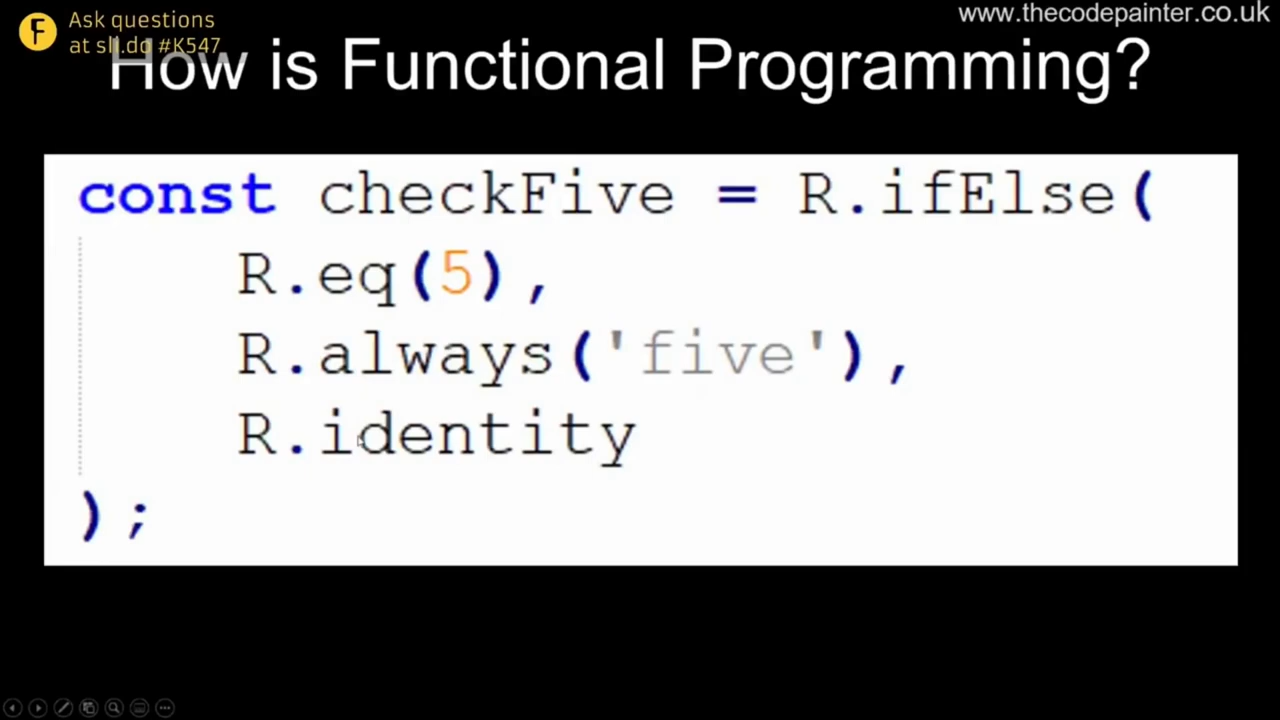 Ask questions
at sli.do #K547
www.thecodepainter.co.uk
How is Functional Programming?
const checkFive = R.ifElse(
R.eq(5),
R.always('five'),
R.identity
);